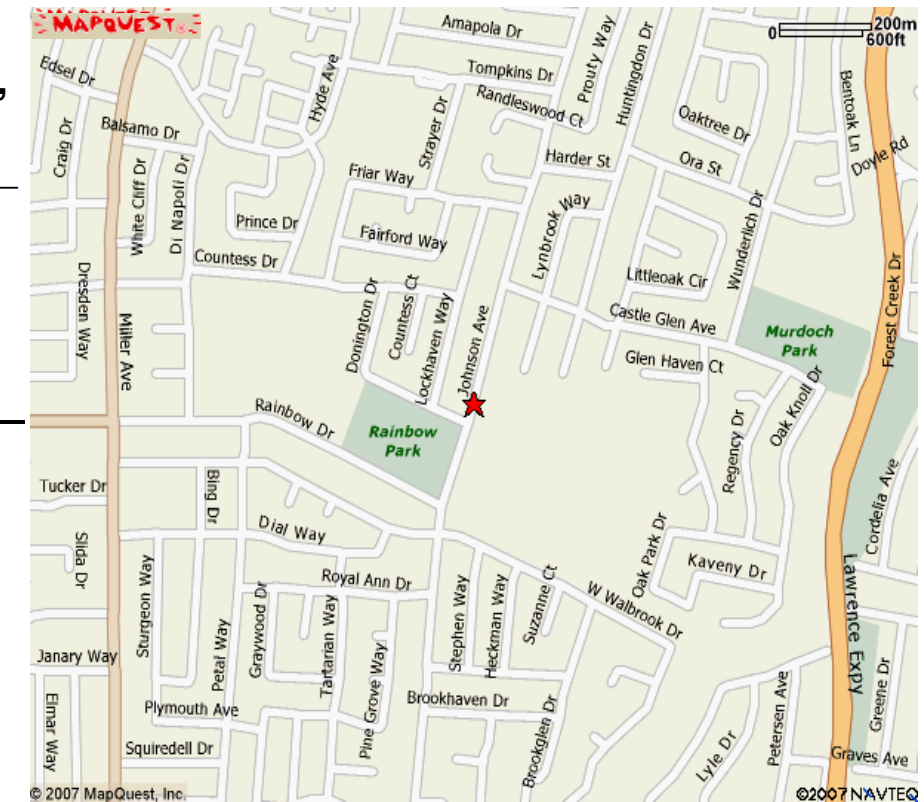 MAPQUEST
Amapola Dr
200m
0
600ft
Edsel Dr
Hyde Ave
Tompkins Dr
Prouty Way
Huntingdon Dr
Bentoak Ln
Randleswood Ct
Oaktree Dr
Craig Dr
Balsamo Dr
Strayer Dr
Harder St
Ora St
Doyle Rd
White Cliff Dr
Di Napoli Dr
Friar Way
Prince Dr
Fairford Way
Lynbrook Way
Wunderlich Dr
Countess Dr
Littleoak Cir
Dresden Way
Miller Ave
Donington Dr
Countess Ct
Lockhaven Way
Johnson Ave
Castle Glen Ave
Murdoch
Park
Forest Creek Dr
Glen Haven Ct
Rainbow Dr
Rainbow
Park
Regency Dr
Oak Knoll Dr
Tucker Dr
Bing Dr
Cordelia Ave
Slida Dr
Dial Way
Oak Park Dr
Kaveny Dr
Sturgeon Way
Royal Ann Dr
Graywood Dr
Tartarian Way
Stephen Way
Heckman Way
Suzanne Ct
W Walbrook Dr
Lawrence Expy
Janary Way
Petal Way
Pine Grove Way
Greene Dr
Elmar Way
Plymouth Ave
Brookhaven Dr
Brookglen Dr
Petersen Ave
Squiredell Dr
Lyle Dr
Graves Ave
© 2007 MapQuest, Inc.
©2007 NAVTEQ